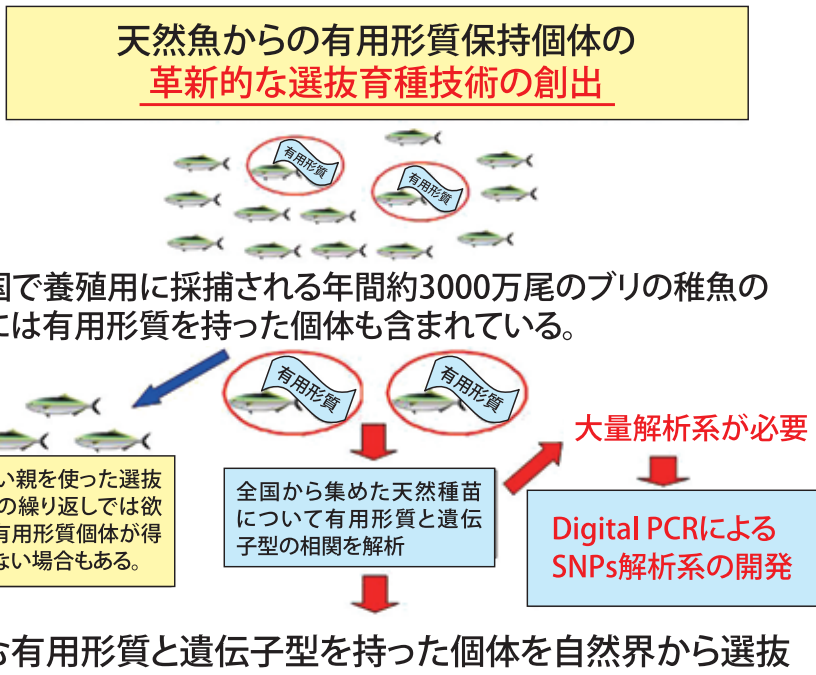 天然魚からの有用形質保持個体の
革新的な選抜育種技術の創出
有用形質
有用形質
国で養殖用に採捕される年間約3000万尾のブリの稚魚の
には有用形質を持った個体も含まれている。
有用形質
有用形質
大量解析系が必要
い親を使った選抜
の繰り返しでは欲
有用形質個体が得
ない場合もある。
全国から集めた天然種苗
について有用形質と遺伝
子型の相関を解析
Digital PCRによる
SNPs解析系の開発
有用形質と遺伝子型を持った個体を自然界から選抜